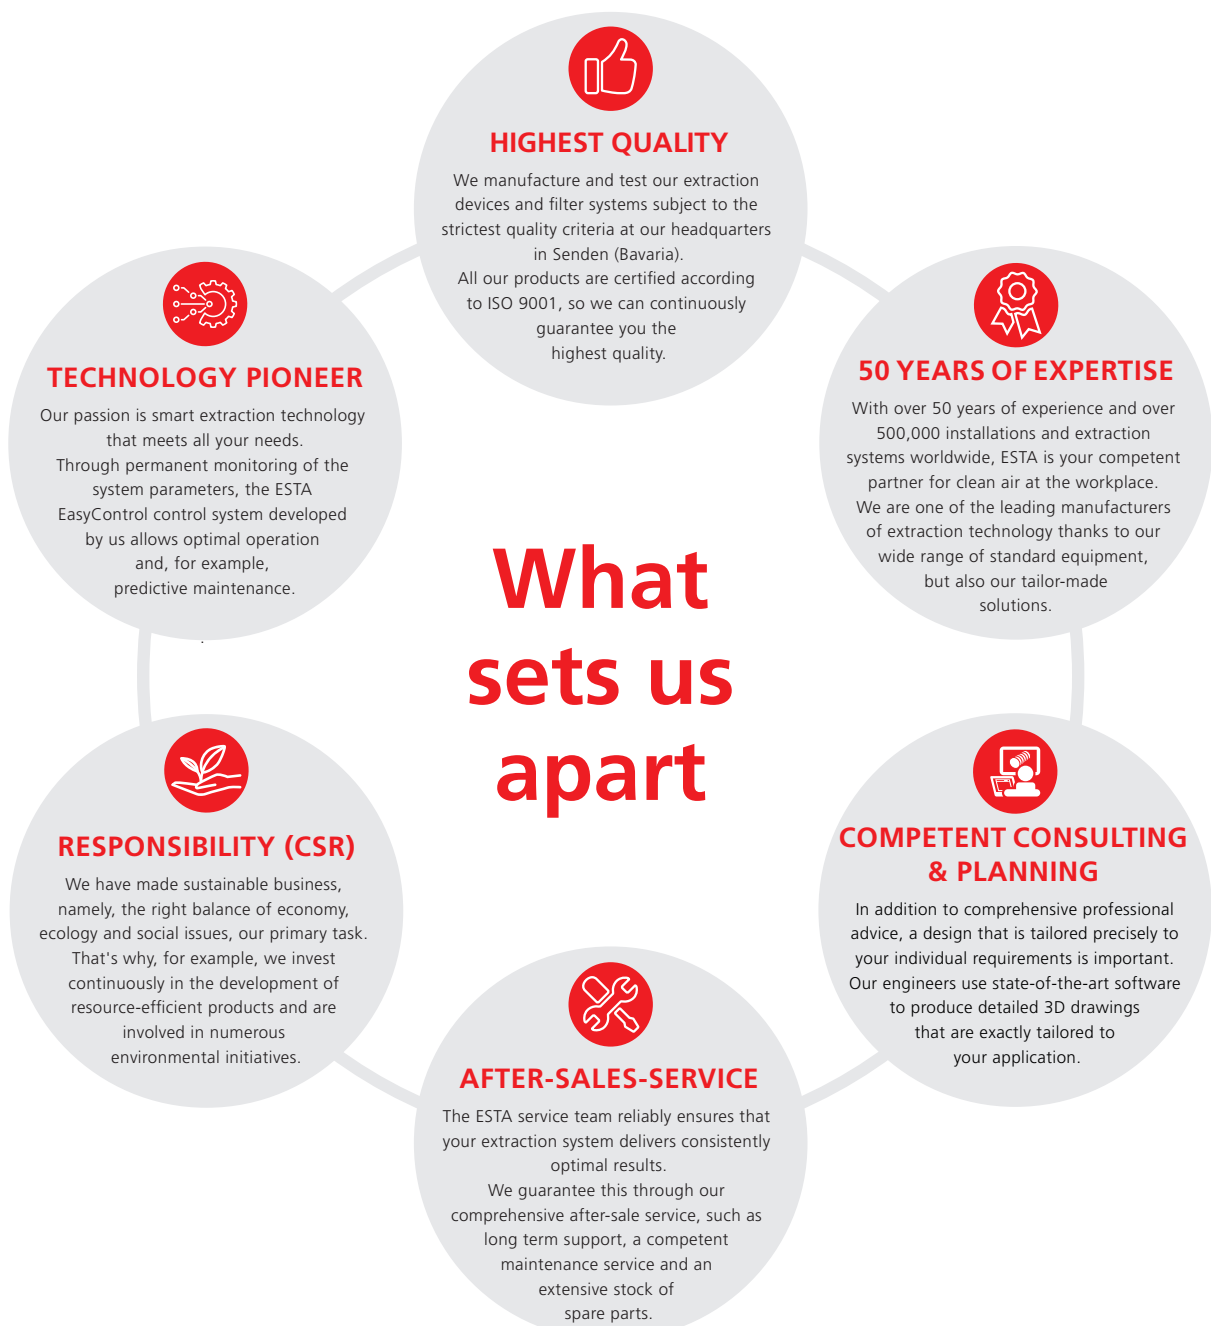 HIGHEST QUALITY
We manufacture and test our extraction
devices and filter systems subject to the
strictest quality criteria at our headquarters
in Senden (Bavaria).
All our products are certified according
to ISO 9001, so we can continuously
guarantee you the
highest quality.
50 YEARS OF EXPERTISE
With over 50 years of experience and over
500,000 installations and extraction
systems worldwide, ESTA is your competent
partner for clean air at the workplace.
We are one of the leading manufacturers
of extraction technology thanks to our
wide range of standard equipment,
but also our tailor-made
solutions.
COMPETENT CONSULTING
& PLANNING
In addition to comprehensive professional
advice, a design that is tailored precisely to
your individual requirements is important.
Our engineers use state-of-the-art software
to produce detailed 3D drawings
that are exactly tailored to
your application.
AFTER-SALES-SERVICE
The ESTA service team reliably ensures that
your extraction system delivers consistently
optimal results.
We guarantee this through our
comprehensive after-sale service, such as
long term support, a competent
maintenance service and an
extensive stock of
spare parts.
RESPONSIBILITY (CSR)
We have made sustainable business,
namely, the right balance of economy,
ecology and social issues, our primary task.
That's why, for example, we invest
continuously in the development of
resource-efficient products and are
involved in numerous
environmental initiatives.
TECHNOLOGY PIONEER
Our passion is smart extraction technology
that meets all your needs.
Through permanent monitoring of the
system parameters, the ESTA
EasyControl control system developed
by us allows optimal operation
and, for example,
predictive maintenance.
.
What
sets us
apart